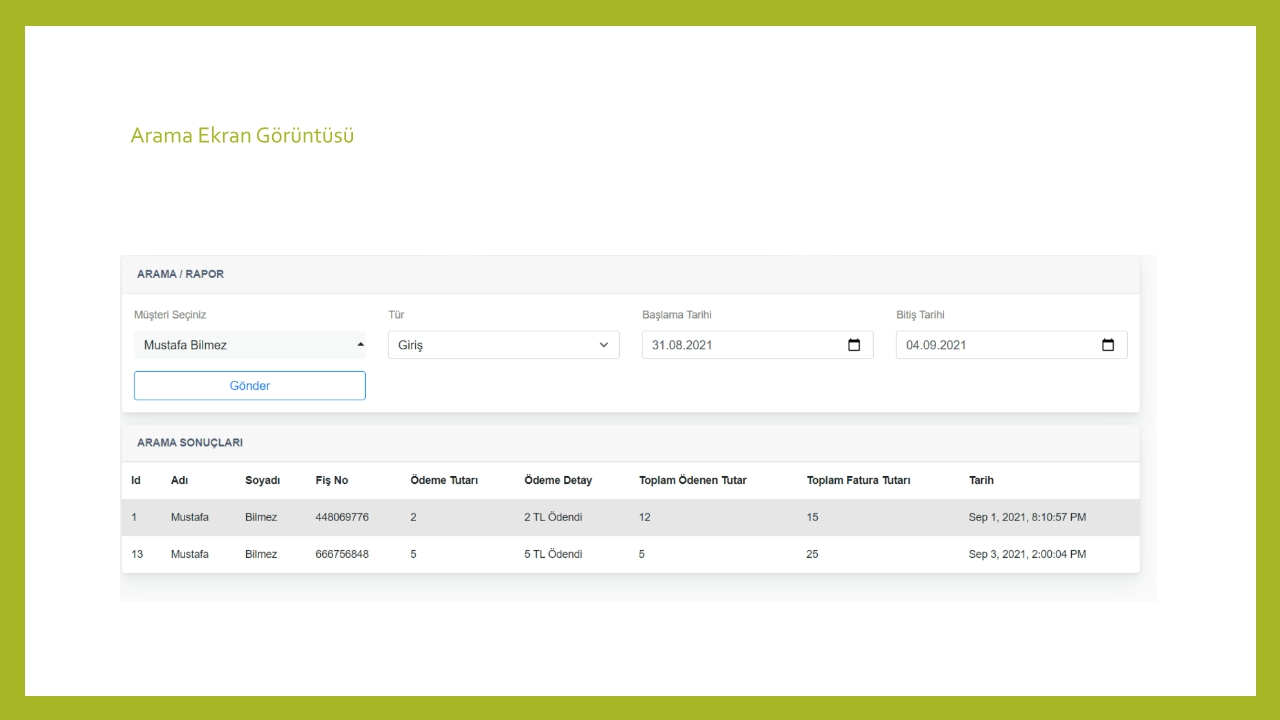 Arama Ekran Görüntüsü
ARAMA / RAPOR
Müşteri Seçiniz Tür Başlama Tarihi Bitiş Tarihi
Mustafa Bilmez Giriş 31.08.2021 04.09.2021
Gönder
ARAMA SONUÇLARI
Id Adı Soyadı Fiş No Ödeme Tutarı Ödeme Detay Toplam Ödenen Tutar Toplam Fatura Tutarı Tarih
1 Mustafa Bilmez 448069776 2 2 TL Ödendi 12 15 Sep 1, 2021, 8:10:57 PM
13 Mustafa Bilmez 666756848 5 5 TL Ödendi 5 25 Sep 3, 2021, 2:00:04 PM